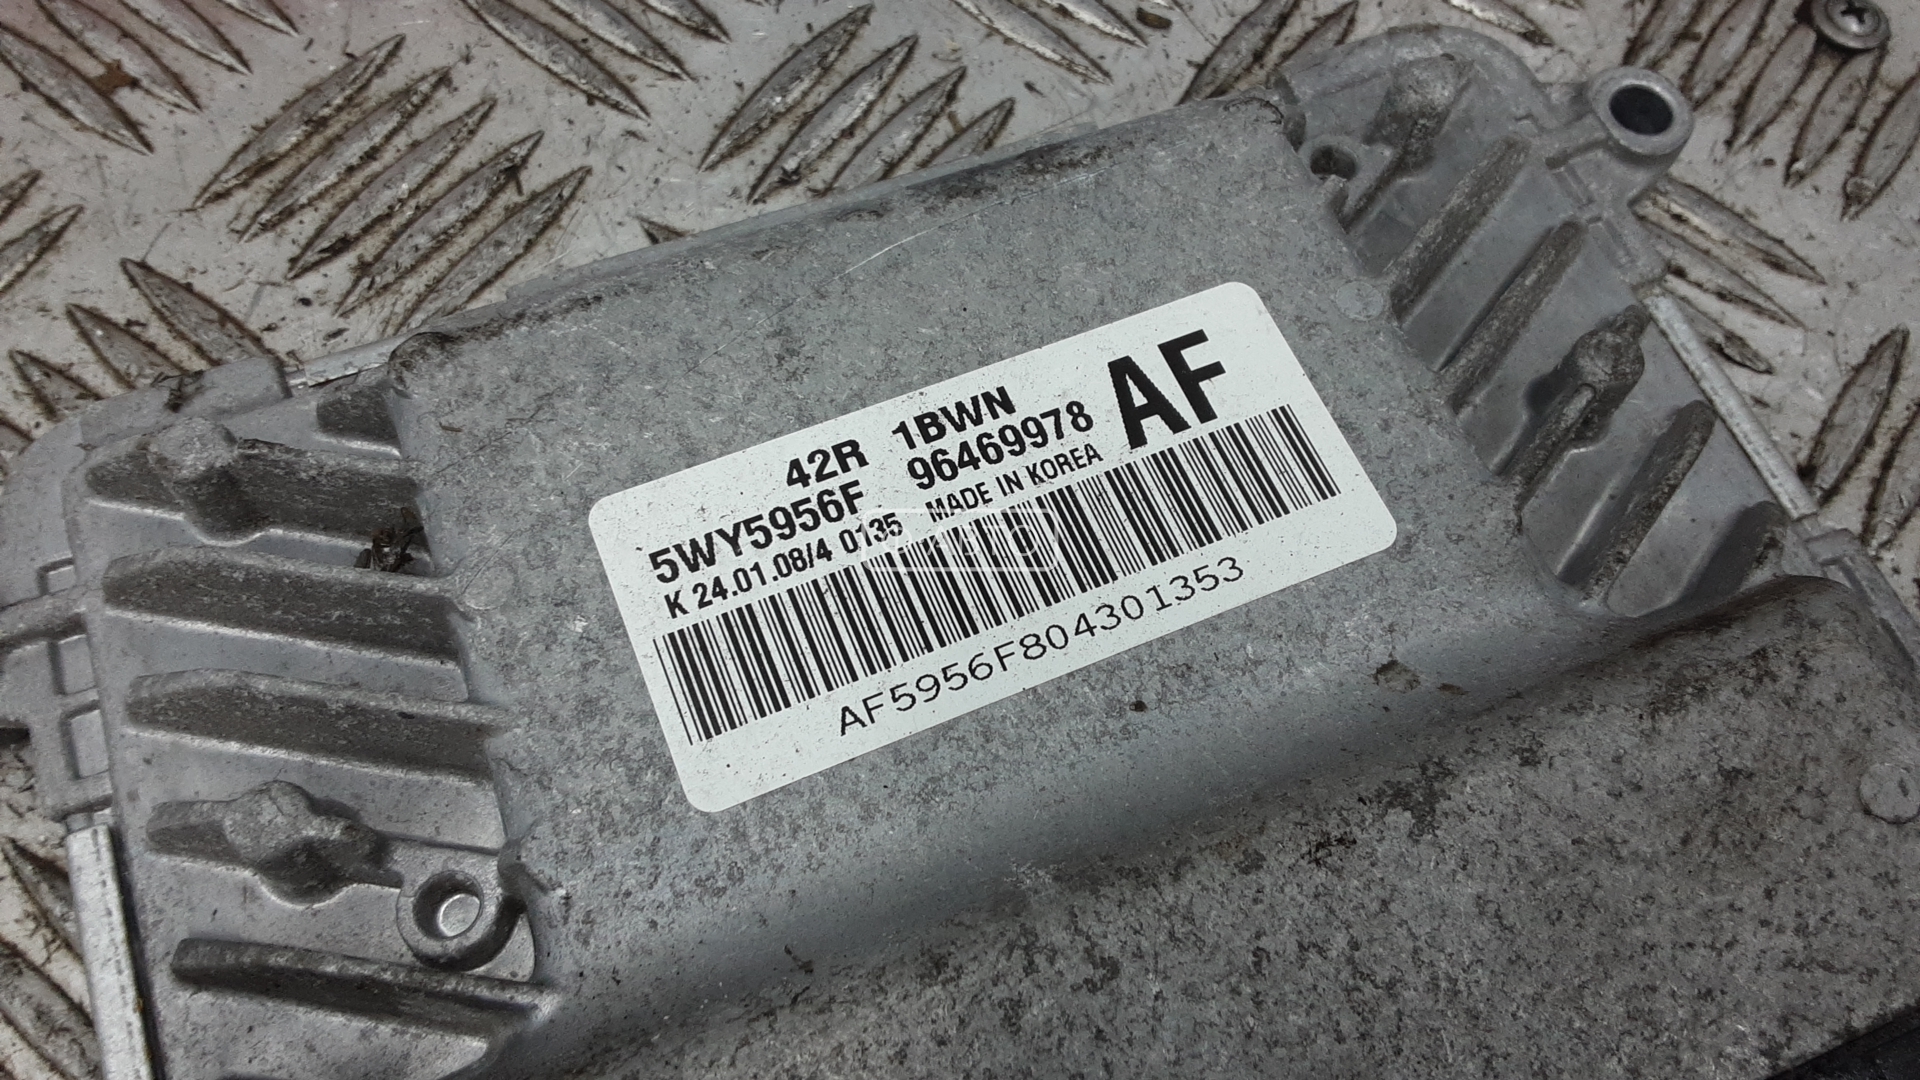 42R 1BWN AF
5WY5956F 96469978
K 24.01.08/4 0135 MADE IN KOREA
AF5956F804301353